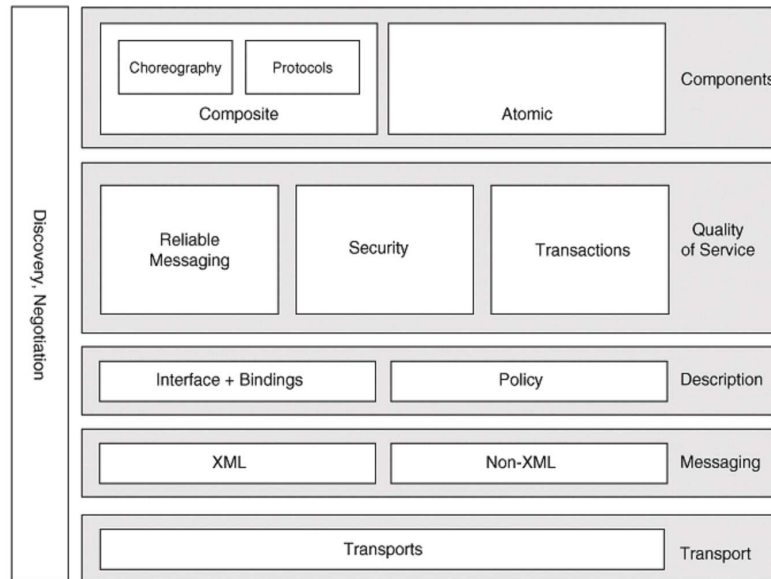 Discovery, Negotiation
Choreography
Protocols
Composite
Atomic
Components
Reliable
Messaging
Security
Transactions
Quality
of Service
Interface + Bindings
Policy
Description
XML
Non-XML
Messaging
Transports
Transport